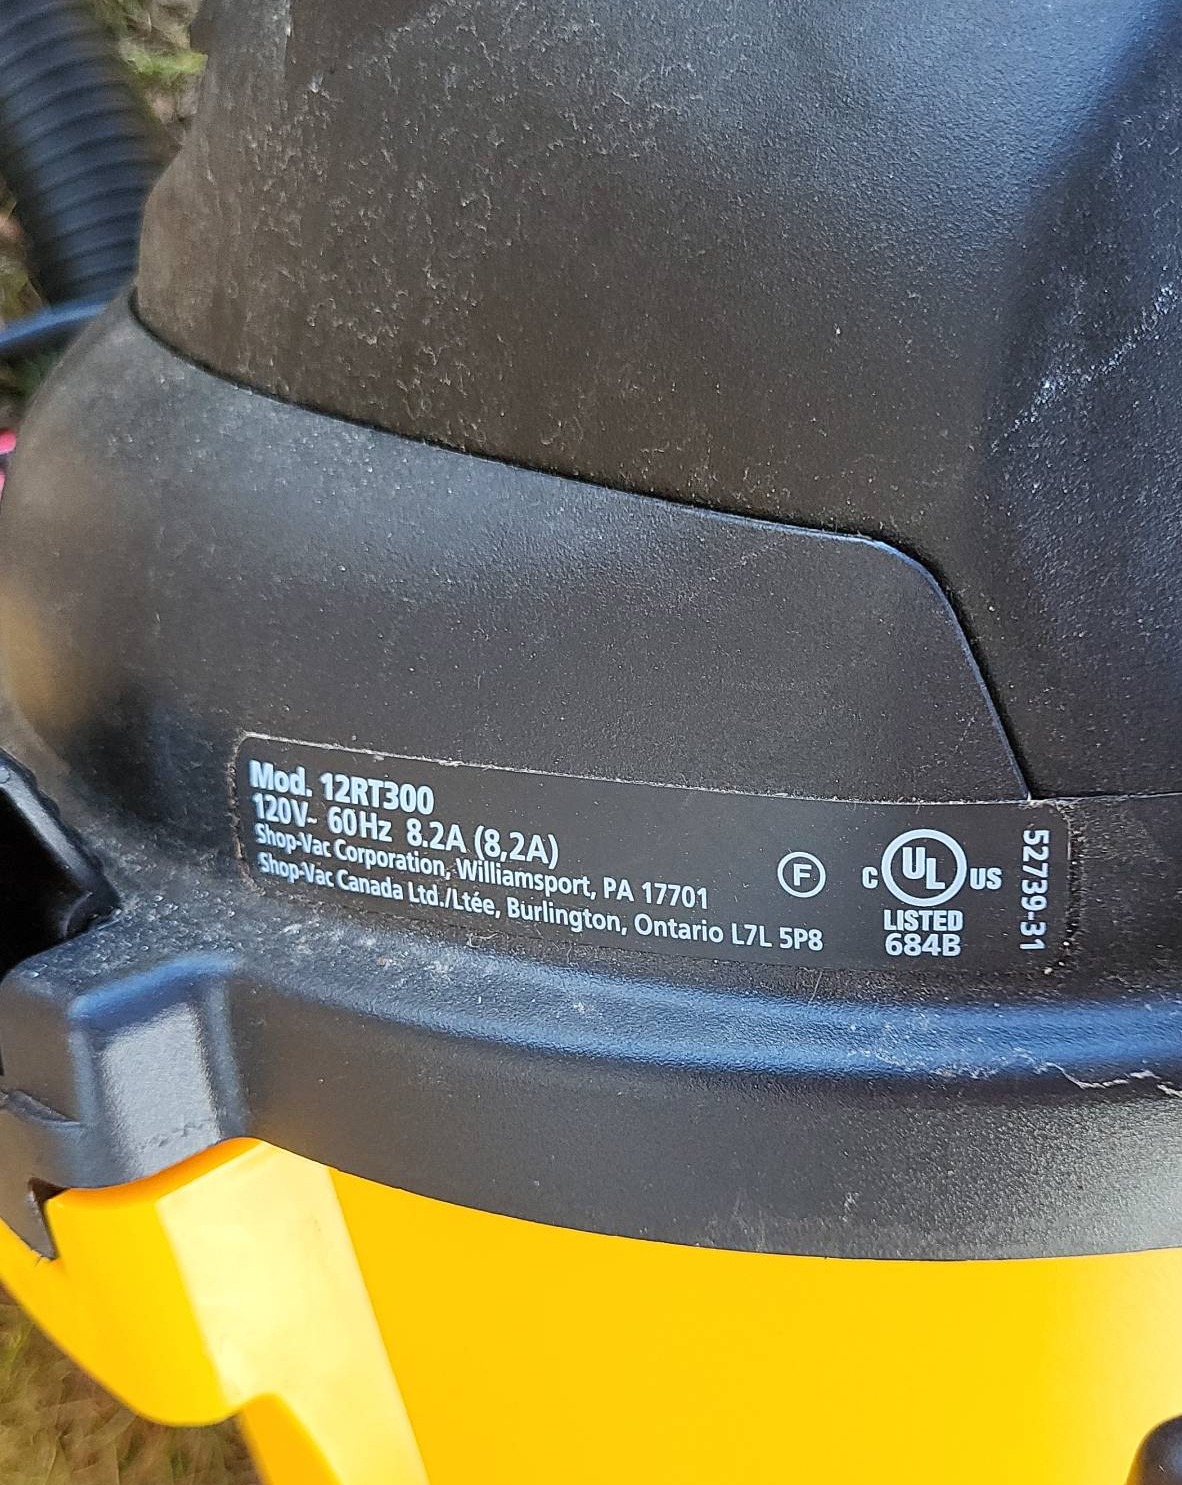 Mod. 12RT300
120V~ 60Hz 8.2A (8,2A)
Shop-Vac Corporation, Williamsport, PA 17701
Shop-Vac Canada Ltd./Ltée, Burlington, Ontario L7L 5P8
F
C UL US
LISTED
684B
52739-31